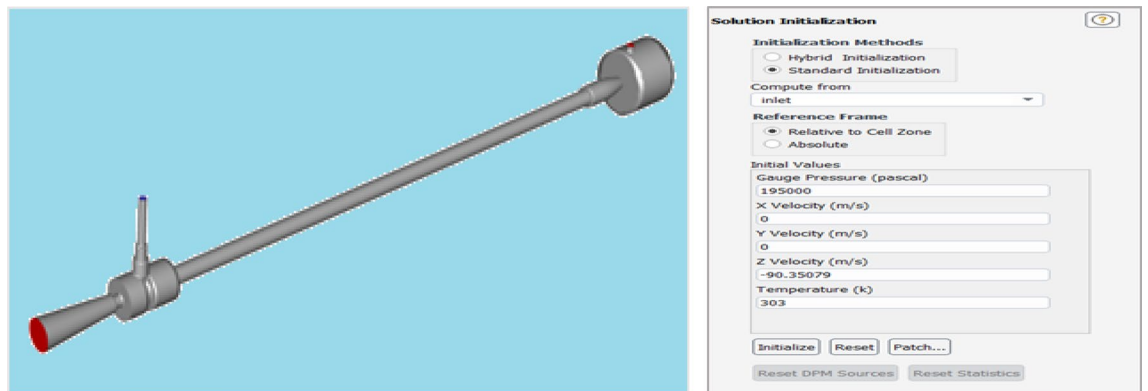 Solution Initialization
?
Initialization Methods
Hybrid Initialization
Standard Initialization
Compute from
inlet
Reference Frame
Relative to Cell Zone
Absolute
Initial Values
Gauge Pressure (pascal)
195000
X Velocity (m/s)
0
Y Velocity (m/s)
0
Z Velocity (m/s)
-90.35079
Temperature (k)
303
Initialize Reset Patch...
Reset DPM Sources Reset Statistics